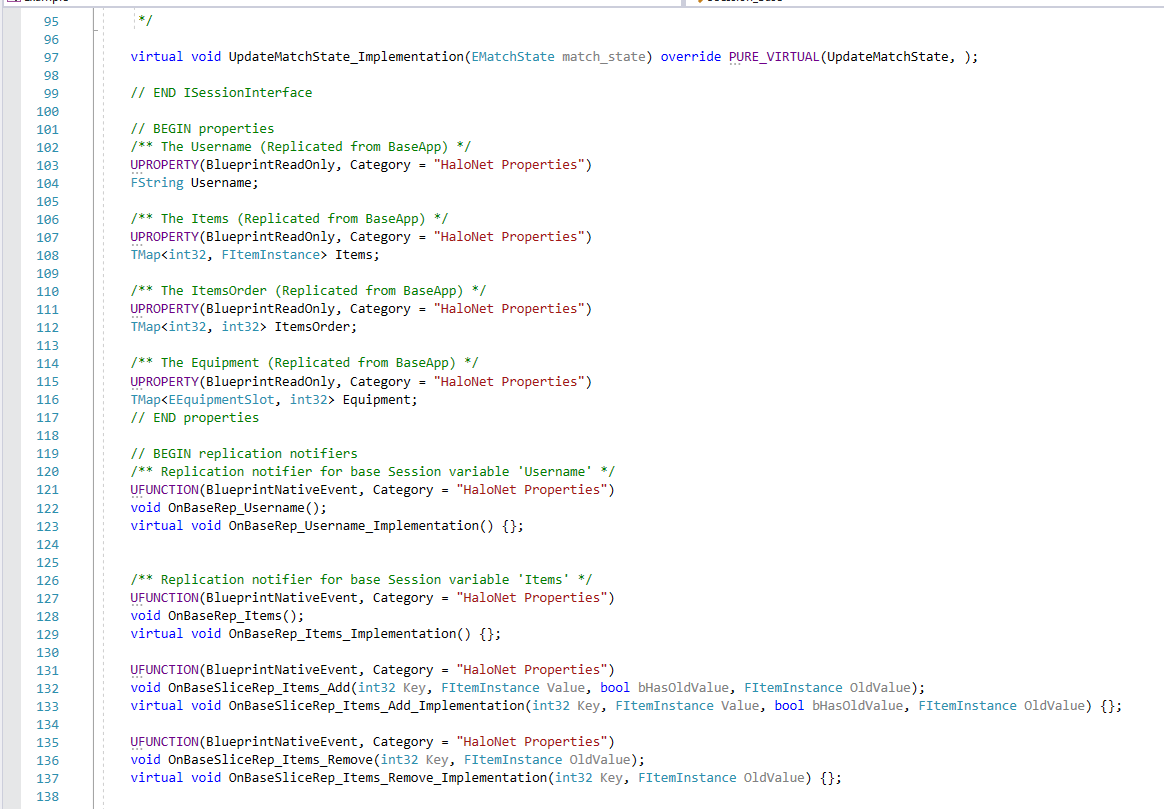 95 */
96
97 virtual void UpdateMatchState_Implementation(EMatchState match_state) override PURE_VIRTUAL(UpdateMatchState, );
98
99 // END ISessionInterface
100
101 // BEGIN properties
102 /** The Username (Replicated from BaseApp) */
103 UPROPERTY(BlueprintReadOnly, Category = "HaloNet Properties")
104 FString Username;
105
106 /** The Items (Replicated from BaseApp) */
107 UPROPERTY(BlueprintReadOnly, Category = "HaloNet Properties")
108 TMap<int32, FItemInstance> Items;
109
110 /** The ItemsOrder (Replicated from BaseApp) */
111 UPROPERTY(BlueprintReadOnly, Category = "HaloNet Properties")
112 TMap<int32, int32> ItemsOrder;
113
114 /** The Equipment (Replicated from BaseApp) */
115 UPROPERTY(BlueprintReadOnly, Category = "HaloNet Properties")
116 TMap<EEquipmentSlot, int32> Equipment;
117 // END properties
118
119 // BEGIN replication notifiers
120 /** Replication notifier for base Session variable 'Username' */
121 UFUNCTION(BlueprintNativeEvent, Category = "HaloNet Properties")
122 void OnBaseRep_Username();
123 virtual void OnBaseRep_Username_Implementation() {};
124
125
126 /** Replication notifier for base Session variable 'Items' */
127 UFUNCTION(BlueprintNativeEvent, Category = "HaloNet Properties")
128 void OnBaseRep_Items();
129 virtual void OnBaseRep_Items_Implementation() {};
130
131 UFUNCTION(BlueprintNativeEvent, Category = "HaloNet Properties")
132 void OnBaseSliceRep_Items_Add(int32 Key, FItemInstance Value, bool bHasOldValue, FItemInstance OldValue);
133 virtual void OnBaseSliceRep_Items_Add_Implementation(int32 Key, FItemInstance Value, bool bHasOldValue, FItemInstance OldValue) {};
134
135 UFUNCTION(BlueprintNativeEvent, Category = "HaloNet Properties")
136 void OnBaseSliceRep_Items_Remove(int32 Key, FItemInstance OldValue);
137 virtual void OnBaseSliceRep_Items_Remove_Implementation(int32 Key, FItemInstance OldValue) {};
138